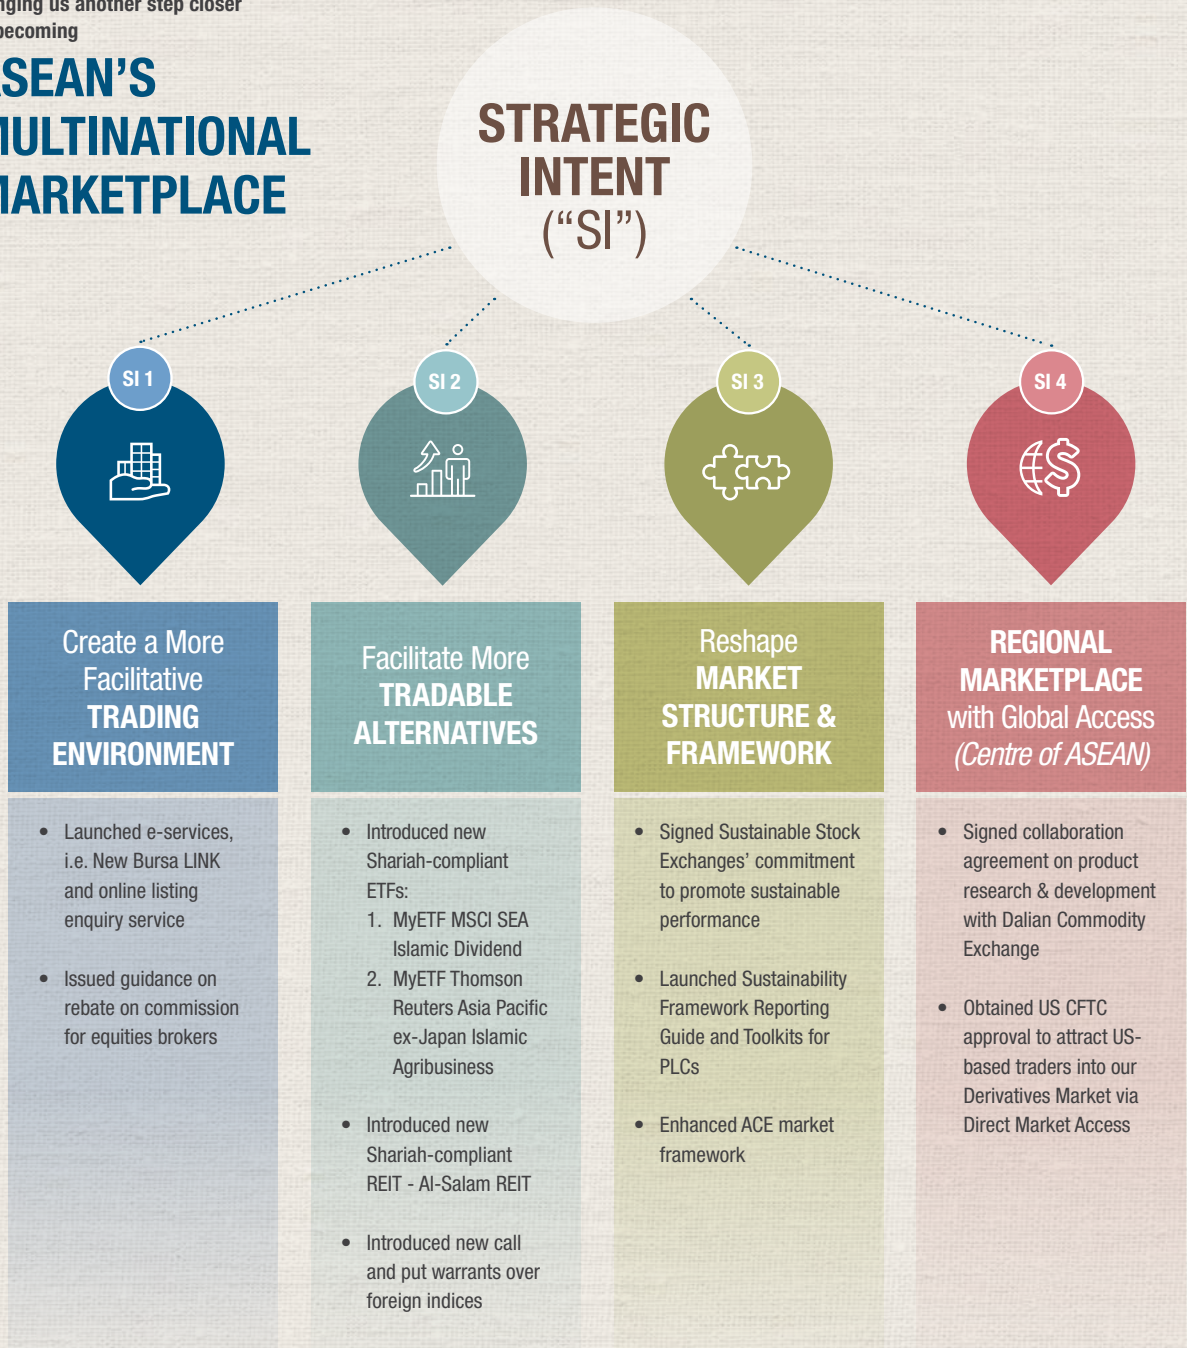 another step closer
becoming
MULTINATIONAL
MARKETPLACE
STRATEGIC
INTENT
(“SI”)
SI 1
SI 2
SI 3
SI 4
Create a More
Facilitative
TRADING
ENVIRONMENT
• Launched e-services,
i.e. New Bursa LINK
and online listing
enquiry service
• Issued guidance on
rebate on commission
for equities brokers
Facilitate More
TRADABLE
ALTERNATIVES
• Introduced new
Shariah-compliant
ETFs:
1. MyETF MSCI SEA
Islamic Dividend
2. MyETF Thomson
Reuters Asia Pacific
ex-Japan Islamic
Agribusiness
• Introduced new
Shariah-compliant
REIT - Al-Salam REIT
• Introduced new call
and put warrants over
foreign indices
Reshape
MARKET
STRUCTURE &
FRAMEWORK
• Signed Sustainable Stock
Exchanges’ commitment
to promote sustainable
performance
• Launched Sustainability
Framework Reporting
Guide and Toolkits for
PLCs
• Enhanced ACE market
framework
REGIONAL
MARKETPLACE
with Global Access
(Centre of ASEAN)
• Signed collaboration
agreement on product
research & development
with Dalian Commodity
Exchange
• Obtained US CFTC
approval to attract US-
based traders into our
Derivatives Market via
Direct Market Access